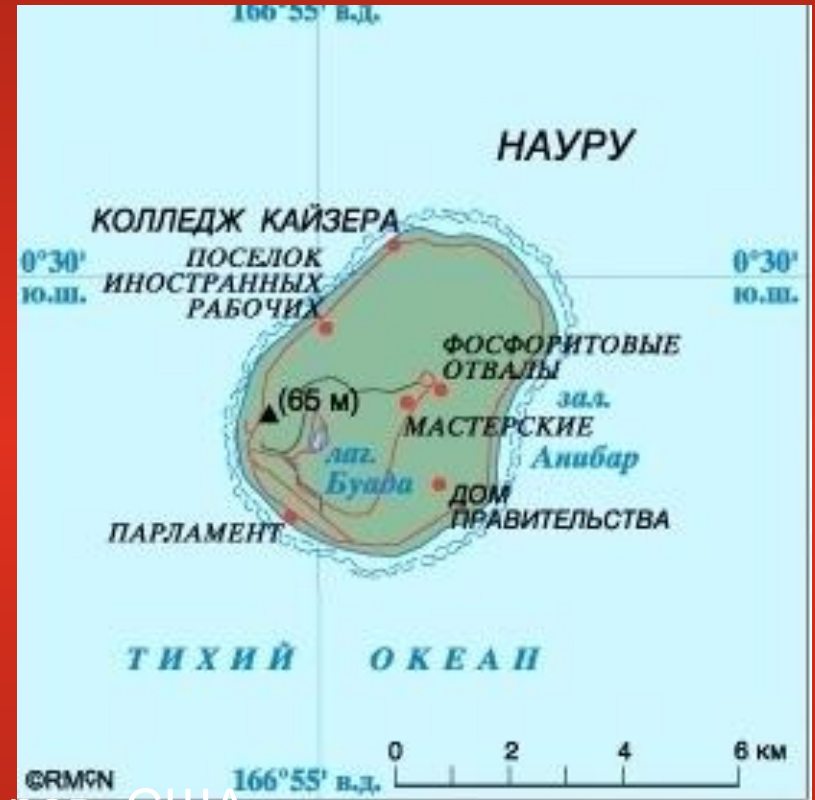 166°55' в.д.
НАУРУ
КОЛЛЕДЖ КАЙЗЕРА
0°30'
ю.ш.
ПОСЕЛОК
ИНОСТРАННЫХ
РАБОЧИХ
0°30'
ю.ш.
ФОСФОРИТОВЫЕ
ОТВАЛЫ
(65 м)
зал.
Анибар
МАСТЕРСКИЕ
лаг.
Буада
ДОМ
ПРАВИТЕЛЬСТВА
ПАРЛАМЕНТ
ТИХИЙ ОКЕАН
0 2 4 6 км
©RMCN
166°55' в.д.
США